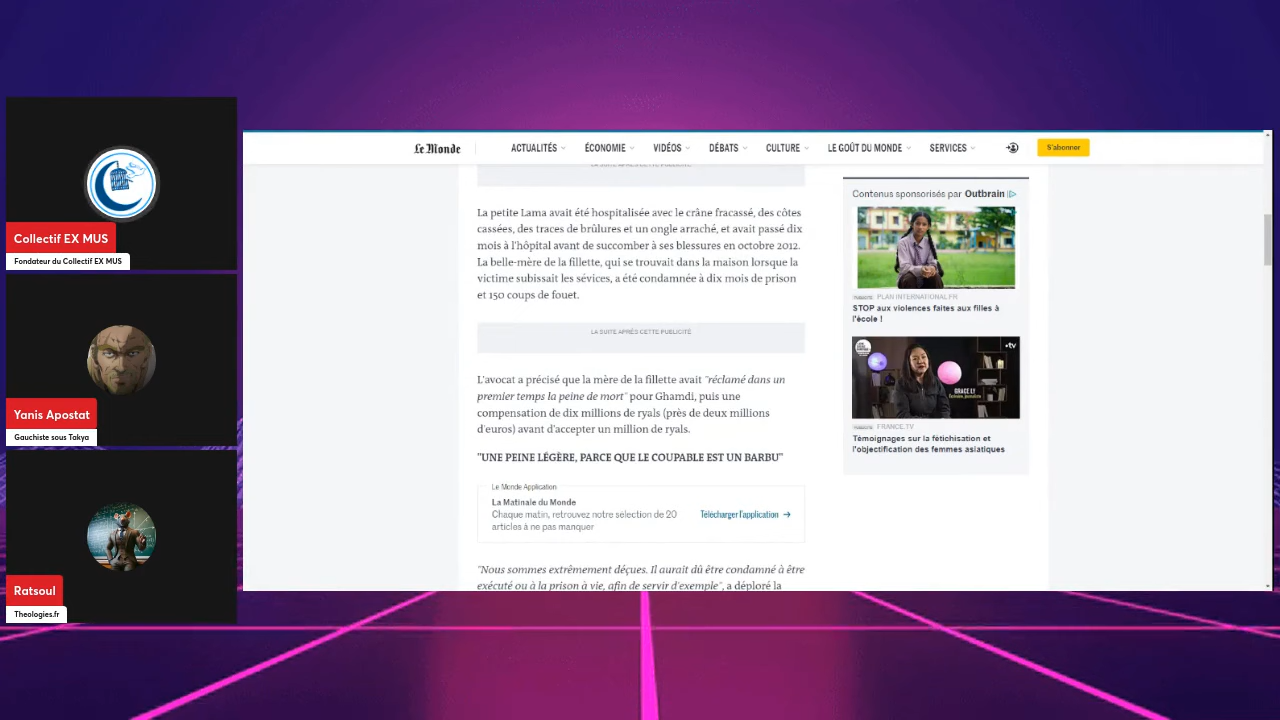 Collectif EX MUS
Fondateur du Collectif EX MUS
Yanis Apostat
Gauchiste sous Takya
Ratsoul
Theologies.fr
Le Monde
ACTUALITÉS
ÉCONOMIE
VIDÉOS
DÉBATS
CULTURE
LE GOÛT DU MONDE
SERVICES
S'abonner
LA SUITE APRÈS CETTE PUBLICITÉ
La petite Lama avait été hospitalisée avec le crâne fracassé, des côtes
cassées, des traces de brûlures et un ongle arraché, et avait passé dix
mois à l'hôpital avant de succomber à ses blessures en octobre 2012.
La belle-mère de la fillette, qui se trouvait dans la maison lorsque la
victime subissait les sévices, a été condamnée à dix mois de prison
et 150 coups de fouet.
LA SUITE APRÈS CETTE PUBLICITÉ
L'avocat a précisé que la mère de la fillette avait "réclamé dans un
premier temps la peine de mort" pour Ghamdi, puis une
compensation de dix millions de ryals (près de deux millions
d'euros) avant d'accepter un million de ryals.
"UNE PEINE LÉGÈRE, PARCE QUE LE COUPABLE EST UN BARBU"
Le Monde Application
La Matinale du Monde
Chaque matin, retrouvez notre sélection de 20
articles à ne pas manquer
Télécharger l'application →
"Nous sommes extrêmement déçues. Il aurait dû être condamné à être
exécuté ou à la prison à vie, afin de servir d'exemple", a déploré la
Contenus sponsorisés par Outbrain
PLAN INTERNATIONAL.FR
STOP aux violences faites aux filles à
l'école !
•tv
GRACE LY
FRANCE.TV
Témoignages sur la fétichisation et
l'objectification des femmes asiatiques